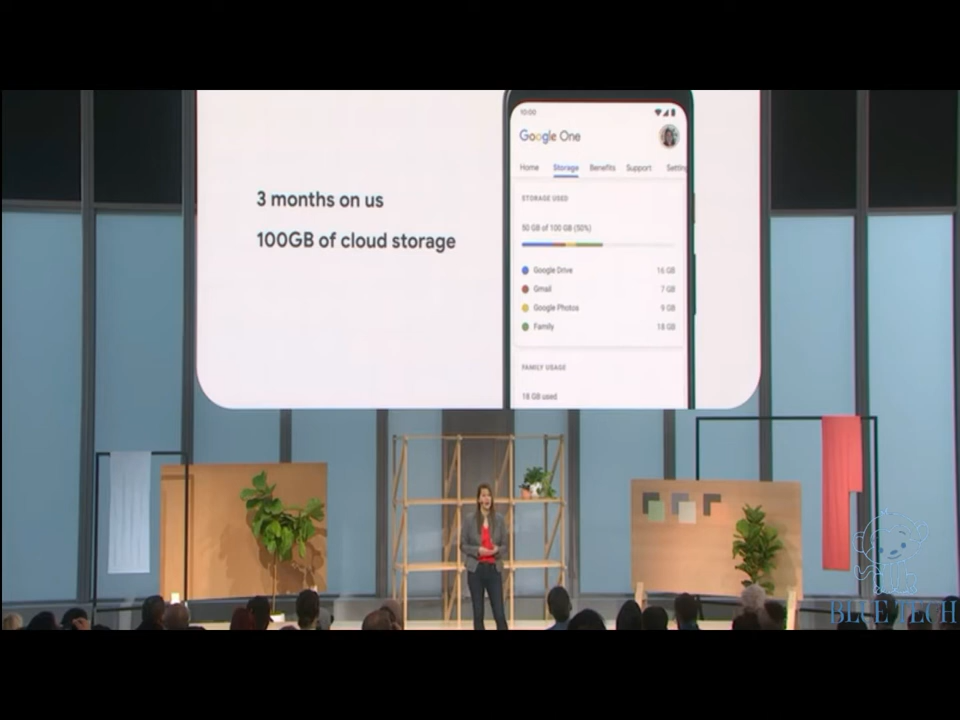 3 months on us
100GB of cloud storage
10:00
Google One
Home Storage Benefits Support Settin
STORAGE USED
50 GB of 100 GB (50%)
Google Drive 16 GB
Gmail 7 GB
Google Photos 9 GB
Family 18 GB
FAMILY USAGE
18 GB used
BLUE TECH